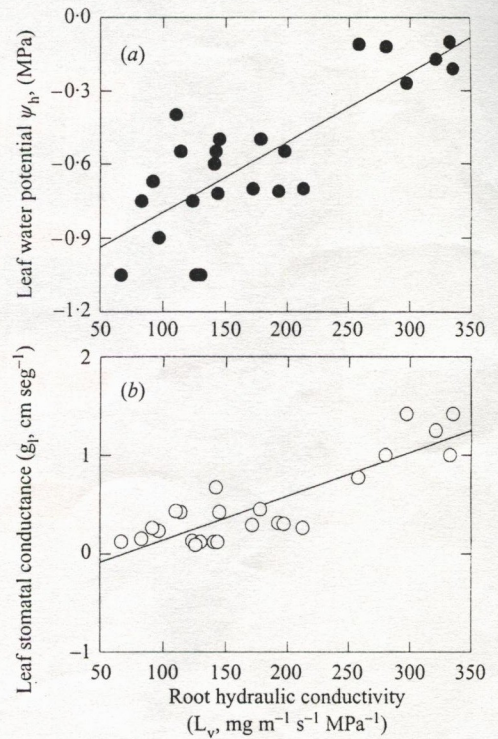 Leaf water potential ψh, (MPa)
0·0
−0·3
−0·6
−0·9
−1·2
(a)
50 100 150 200 250 300 350
Leaf stomatal conductance (gl, cm seg−1)
2
1
0
−1
(b)
50 100 150 200 250 300 350
Root hydraulic conductivity
(Lv, mg m−1 s−1 MPa−1)